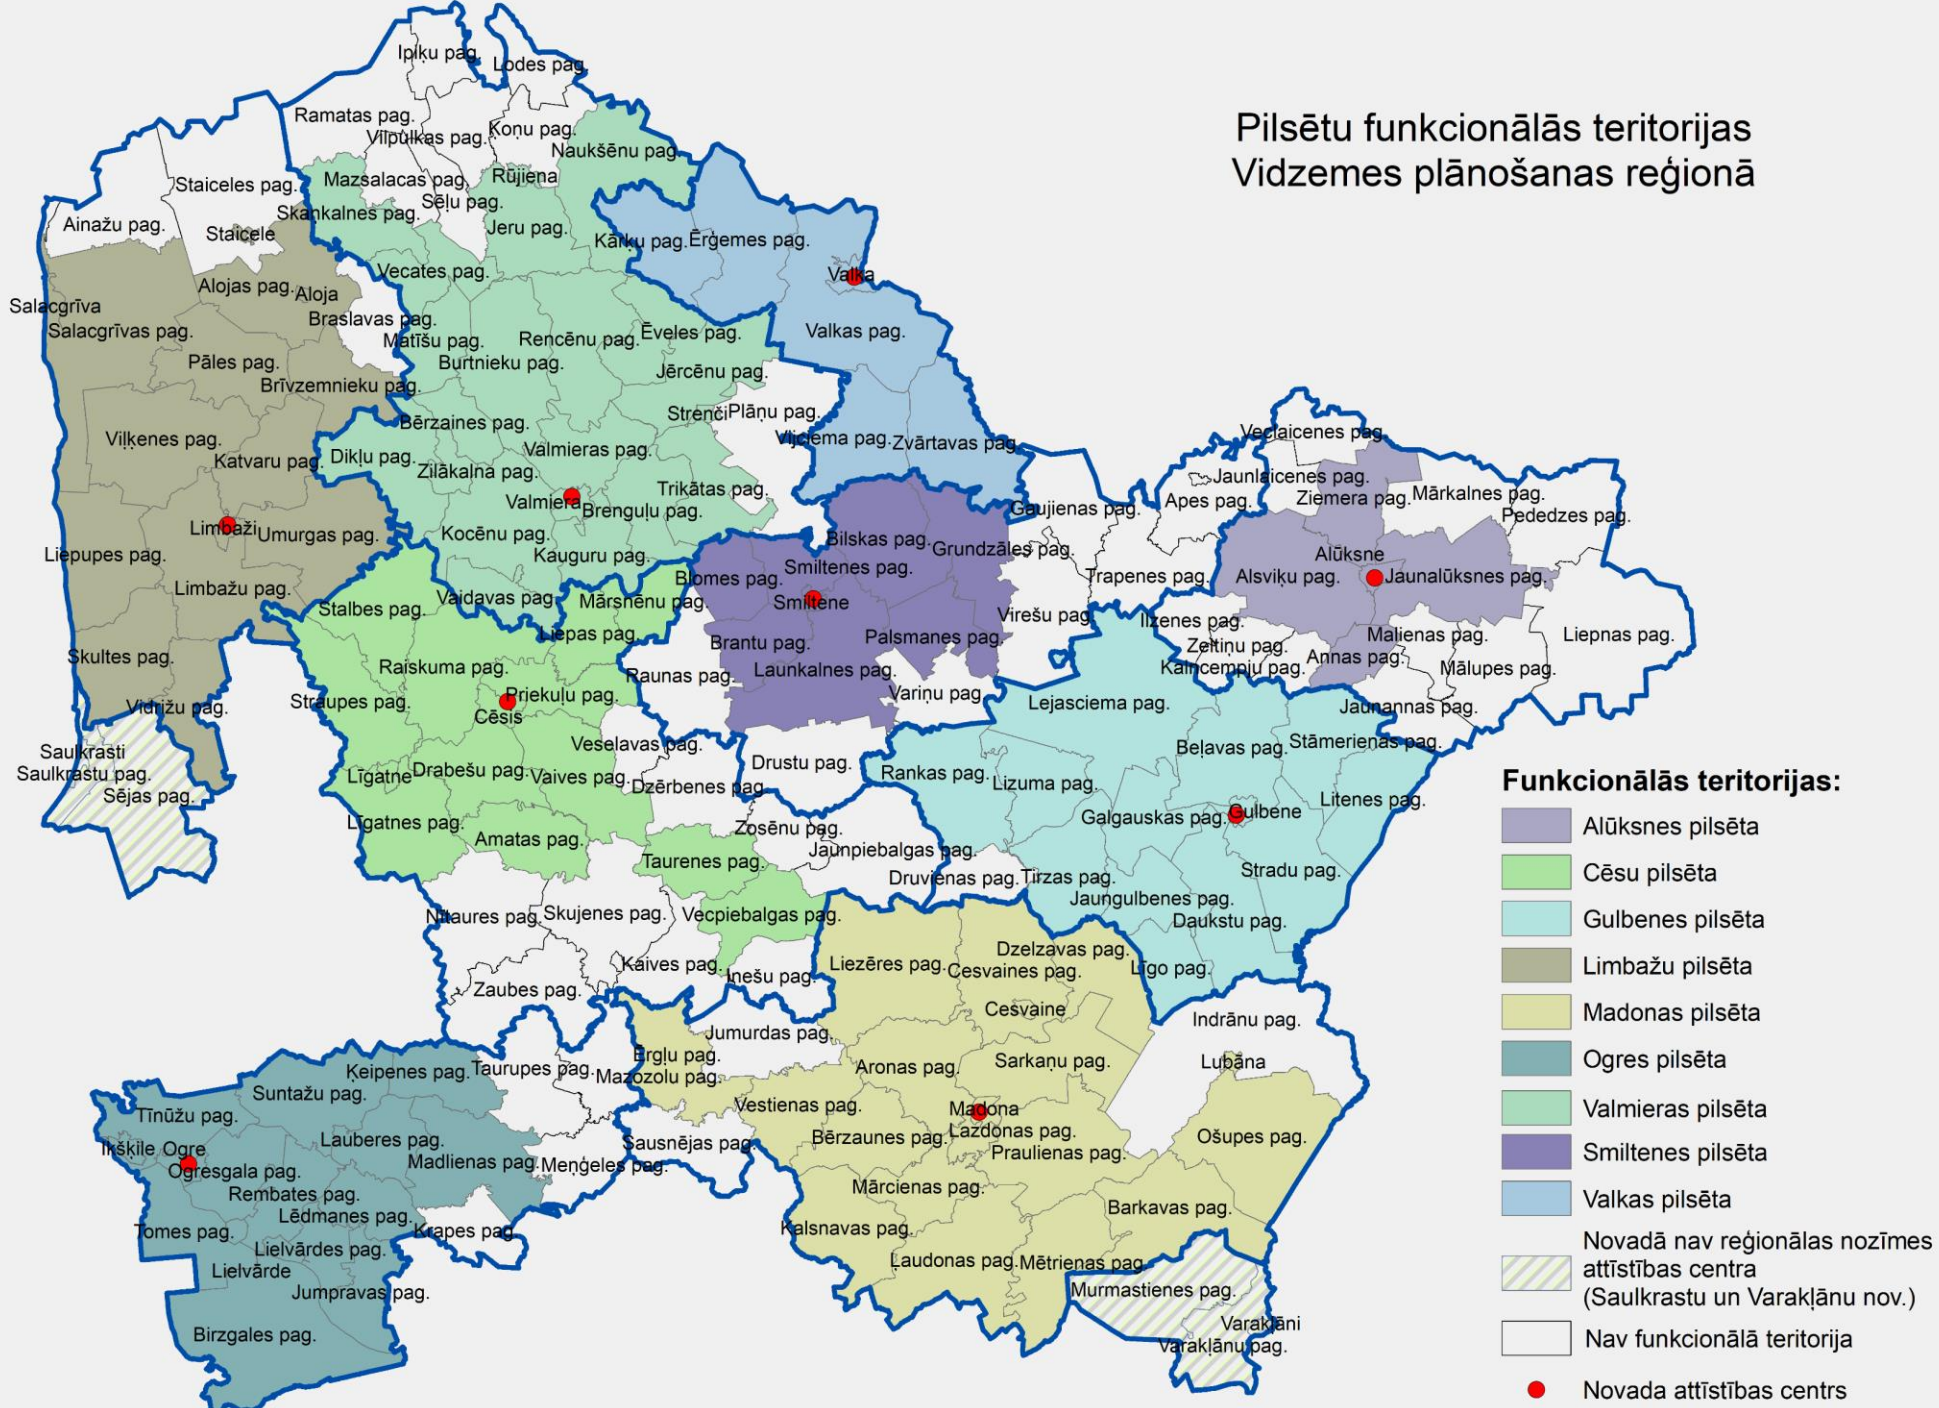 Pilsētu funkcionālās teritorijas
Vidzemes plānošanas reģionā
Ipiķu pag.
Lodes pag.
Ramatas pag.
Vilpulkas pag.
Ķoņu pag.
Naukšēnu pag.
Staiceles pag.
Mazsalacas pag.
Rūjiena
Sēļu pag.
Skaņkalnes pag.
Ainažu pag.
Staicele
Jeru pag.
Kārķu pag.
Ērģemes pag.
Valka
Vecates pag.
Alojas pag.
Aloja
Salacgrīva
Salacgrīvas pag.
Braslavas pag.
Matīšu pag.
Rencēnu pag.
Ēveles pag.
Valkas pag.
Pāles pag.
Burtnieku pag.
Jērcēnu pag.
Brīvzemnieku pag.
Strenči
Plāņu pag.
Bērzaines pag.
Vijciema pag.
Zvārtavas pag.
Viļķenes pag.
Katvaru pag.
Dikļu pag.
Zilākalna pag.
Valmieras pag.
Trikātas pag.
Veclaicenes pag.
Jaunlaicenes pag.
Ziemera pag.
Mārkalnes pag.
Apes pag.
Gaujienas pag.
Pededzes pag.
Limbaži
Umurgas pag.
Valmiera
Brenguļu pag.
Kocēnu pag.
Kauguru pag.
Bilskas pag.
Grundzāles pag.
Liepupes pag.
Smiltenes pag.
Blomes pag.
Smiltene
Trapenes pag.
Alūksne
Alsviķu pag.
Jaunalūksnes pag.
Limbažu pag.
Stalbes pag.
Vaidavas pag.
Mārsnēnu pag.
Liepas pag.
Virešu pag.
Ilzenes pag.
Zeltiņu pag.
Kalncempju pag.
Annas pag.
Malienas pag.
Mālupes pag.
Liepnas pag.
Skultes pag.
Raiskuma pag.
Brantu pag.
Palsmanes pag.
Launkalnes pag.
Raunas pag.
Variņu pag.
Straupes pag.
Priekuļu pag.
Cēsis
Vidrižu pag.
Lejasciema pag.
Jaunannas pag.
Saulkrasti
Saulkrastu pag.
Sējas pag.
Veselavas pag.
Beļavas pag.
Stāmerienas pag.
Līgatne
Drabešu pag.
Vaives pag.
Dzērbenes pag.
Drustu pag.
Rankas pag.
Lizuma pag.
Litenes pag.
Līgatnes pag.
Amatas pag.
Zosēnu pag.
Galgauskas pag.
Gulbene
Taurenes pag.
Jaunpiebalgas pag.
Druvienas pag.
Tirzas pag.
Stradu pag.
Jaungulbenes pag.
Daukstu pag.
Nītaures pag.
Skujenes pag.
Vecpiebalgas pag.
Kaives pag.
Inešu pag.
Liezēres pag.
Dzelzavas pag.
Cesvaines pag.
Līgo pag.
Zaubes pag.
Cesvaine
Indrānu pag.
Jumurdas pag.
Ērgļu pag.
Mazozolu pag.
Aronas pag.
Sarkaņu pag.
Lubāna
Ķeipenes pag.
Taurupes pag.
Suntažu pag.
Tīnūžu pag.
Vestienas pag.
Madona
Lazdonas pag.
Bērzaunes pag.
Praulienas pag.
Ošupes pag.
Ikšķile
Ogre
Ogresgala pag.
Lauberes pag.
Madlienas pag.
Meņģeles pag.
Sausnējas pag.
Rembates pag.
Lēdmanes pag.
Mārcienas pag.
Barkavas pag.
Tomes pag.
Krapes pag.
Kalsnavas pag.
Lielvārdes pag.
Lielvārde
Jumpravas pag.
Ļaudonas pag.
Mētrienas pag.
Murmastienes pag.
Varakļāni
Varakļānu pag.
Birzgales pag.
Funkcionālās teritorijas:
Alūksnes pilsēta
Cēsu pilsēta
Gulbenes pilsēta
Limbažu pilsēta
Madonas pilsēta
Ogres pilsēta
Valmieras pilsēta
Smiltenes pilsēta
Valkas pilsēta
Novadā nav reģionālas nozīmes
attīstības centra
(Saulkrastu un Varakļānu nov.)
Nav funkcionālā teritorija
Novada attīstības centrs